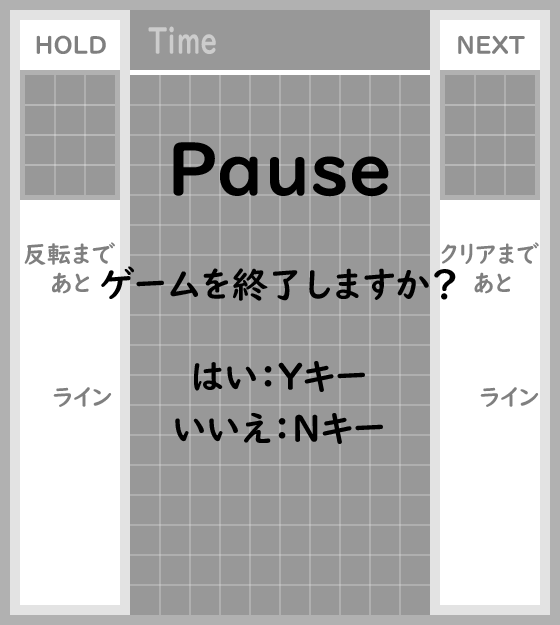 HOLD
Time
NEXT
Pause
反転まで
あと
クリアまで
あと
ゲームを終了しますか？
はい：Yキー
いいえ：Nキー
ライン
ライン